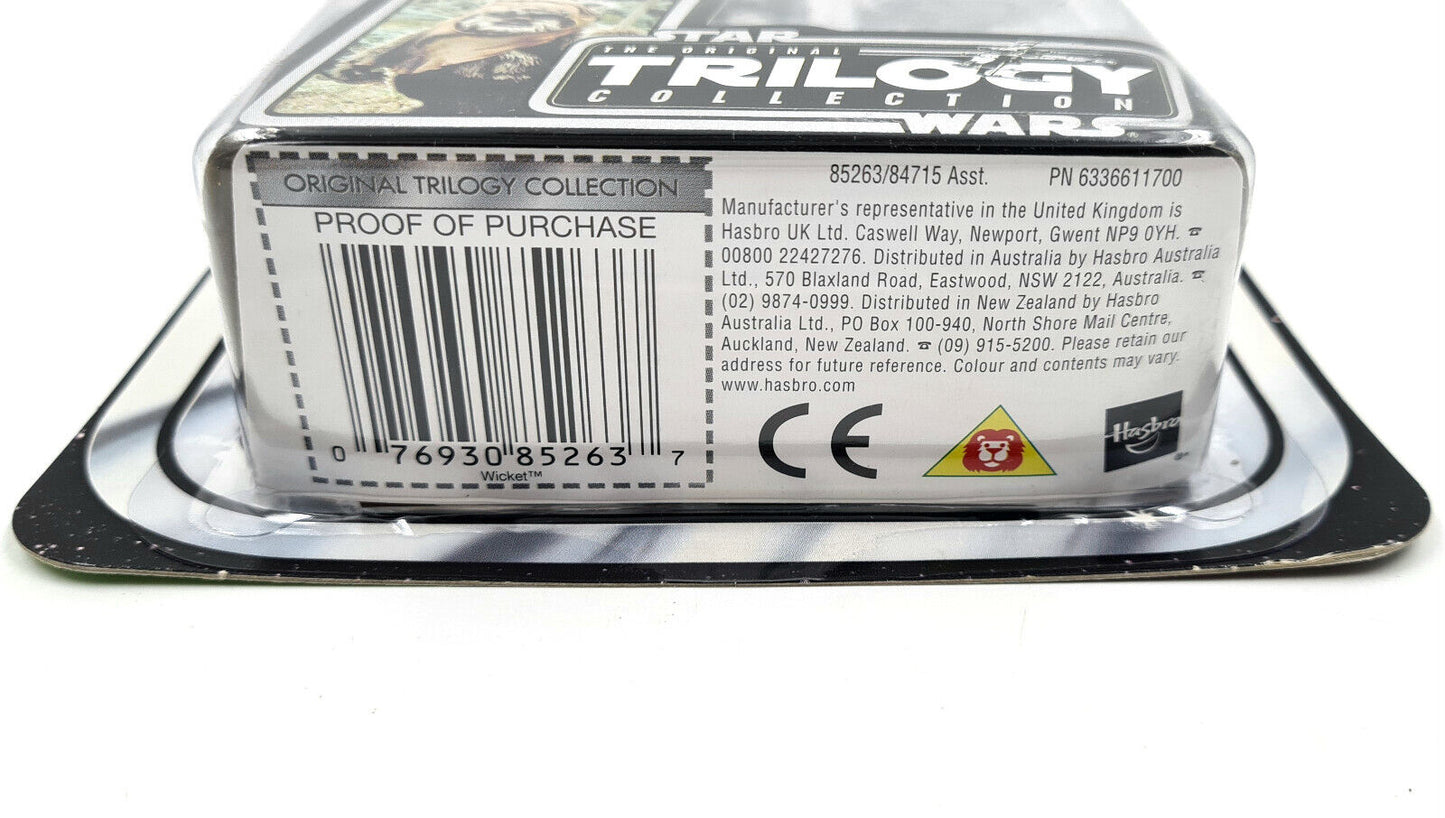 STAR
THE ORIGINAL
TRILOGY
COLLECTION
WARS
ORIGINAL TRILOGY COLLECTION
PROOF OF PURCHASE
0 76930 85263 7
Wicket™
85263/84715 Asst. PN 6336611700
Manufacturer's representative in the United Kingdom is
Hasbro UK Ltd. Caswell Way, Newport, Gwent NP9 0YH. ☎
00800 22427276. Distributed in Australia by Hasbro Australia
Ltd., 570 Blaxland Road, Eastwood, NSW 2122, Australia. ☎
(02) 9874-0999. Distributed in New Zealand by Hasbro
Australia Ltd., PO Box 100-940, North Shore Mail Centre,
Auckland, New Zealand. ☎ (09) 915-5200. Please retain our
address for future reference. Colour and contents may vary.
www.hasbro.com
CE
Hasbro